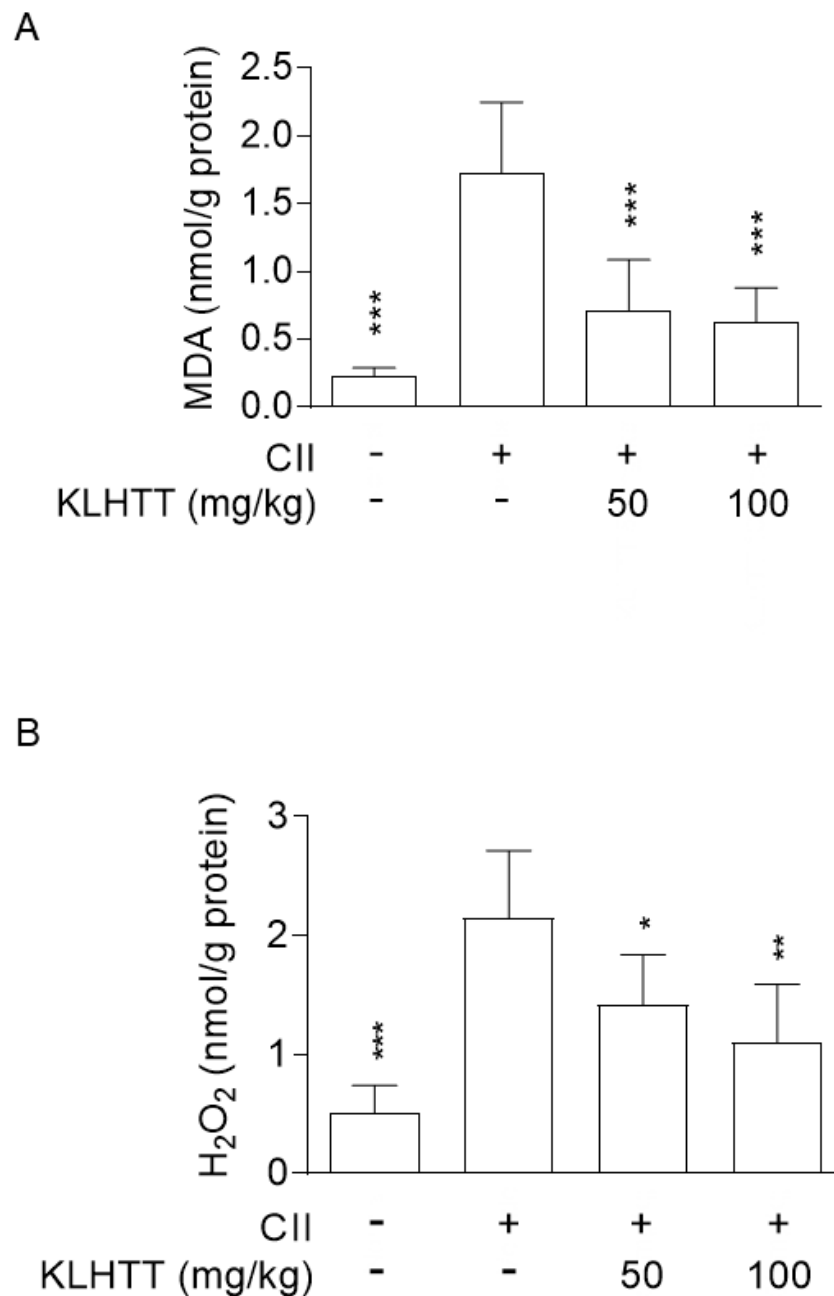 A
MDA (nmol/g protein)
2.5
2.0
1.5
1.0
0.5
0.0
*** *** ***
CII - + + +
KLHTT (mg/kg) - - 50 100
B
H₂O₂ (nmol/g protein)
3
2
1
0
*** * **
CII - + + +
KLHTT (mg/kg) - - 50 100